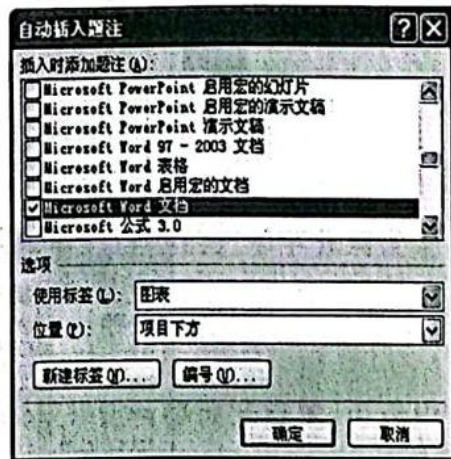 自动插入题注
插入时添加题注(A):
Microsoft PowerPoint 启用宏的幻灯片
Microsoft PowerPoint 启用宏的演示文稿
Microsoft PowerPoint 演示文稿
Microsoft Word 97 - 2003 文档
Microsoft Word 表格
Microsoft Word 启用宏的文档
Microsoft Word 文档
Microsoft 公式 3.0
选项
使用标签(L): 图表
位置(P): 项目下方
新建标签(N)... 编号(U)...
确定 取消